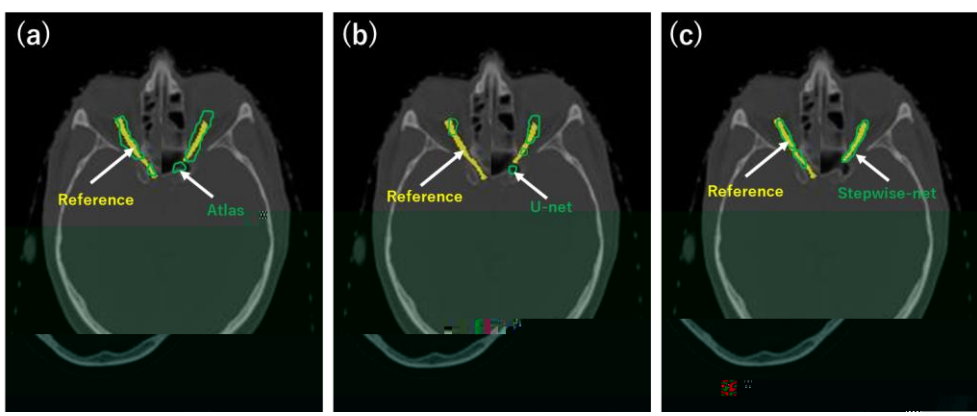 (a)
(b)
(c)
Reference
Atlas
Reference
U-net
Reference
Stepwise-net